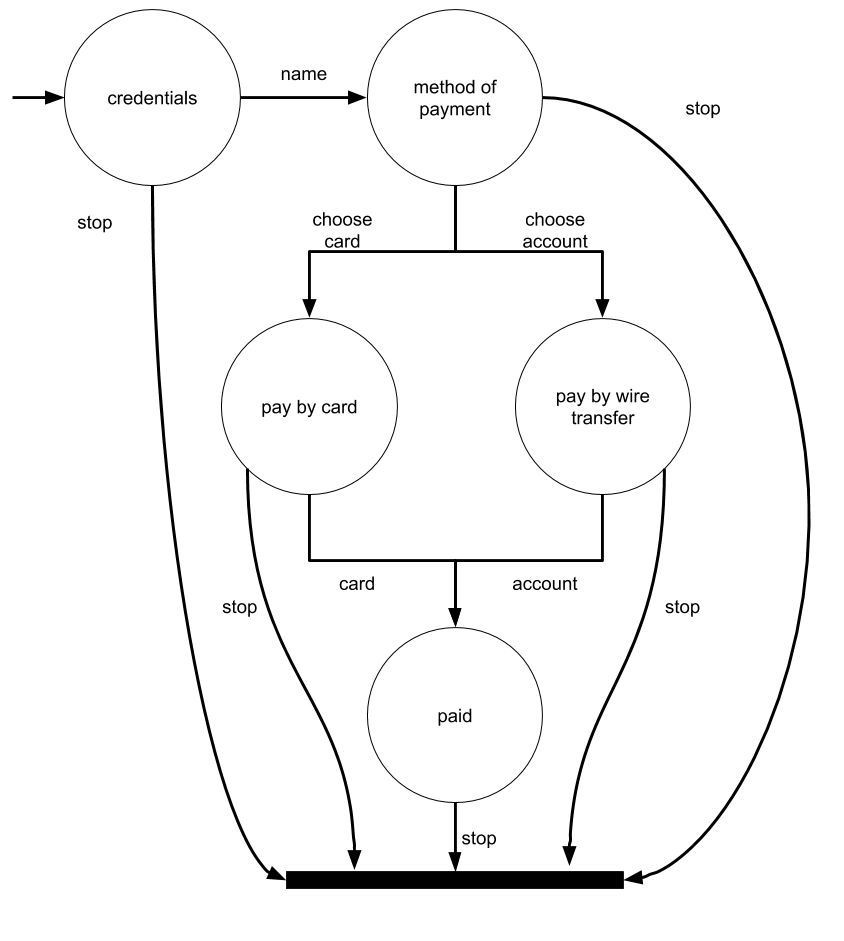 name
credentials
method of
payment
stop
stop
choose
card
choose
account
pay by card
pay by wire
transfer
card
account
stop
stop
paid
stop